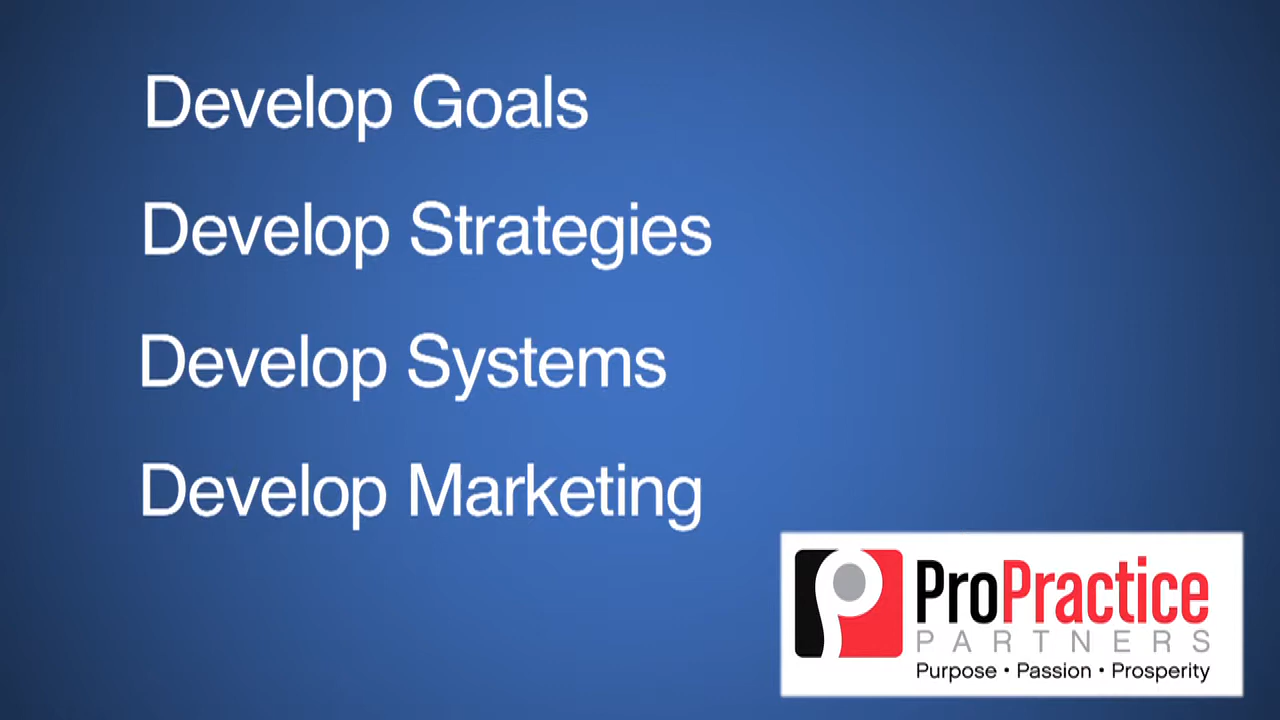 Develop Goals
Develop Strategies
Develop Systems
Develop Marketing
ProPractice
PARTNERS
Purpose • Passion • Prosperity